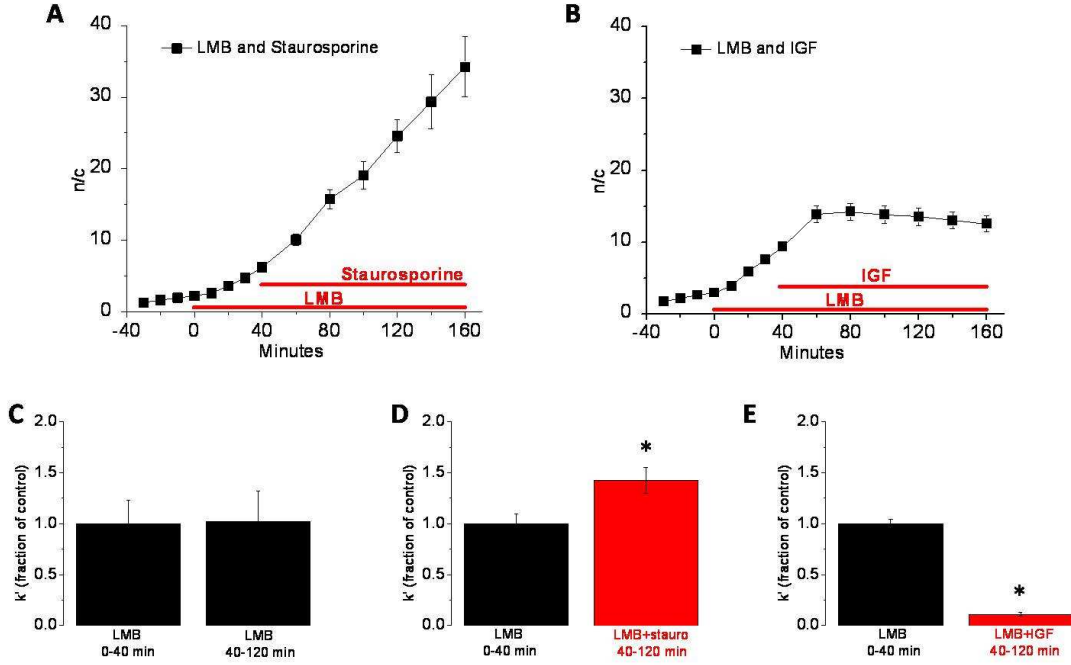 A
LMB and Staurosporine
n/c
40
30
20
10
0
Staurosporine
LMB
-40 0 40 80 120 160
Minutes
B
LMB and IGF
n/c
40
30
20
10
0
IGF
LMB
-40 0 40 80 120 160
Minutes
C
k' (fraction of control)
2.0
1.5
1.0
0.5
0.0
LMB LMB
0-40 min 40-120 min
D
k' (fraction of control)
2.0
1.5
1.0
0.5
0.0
*
LMB LMB+stauro
0-40 min 40-120 min
E
k' (fraction of control)
2.0
1.5
1.0
0.5
0.0
*
LMB LMB+IGF
0-40 min 40-120 min